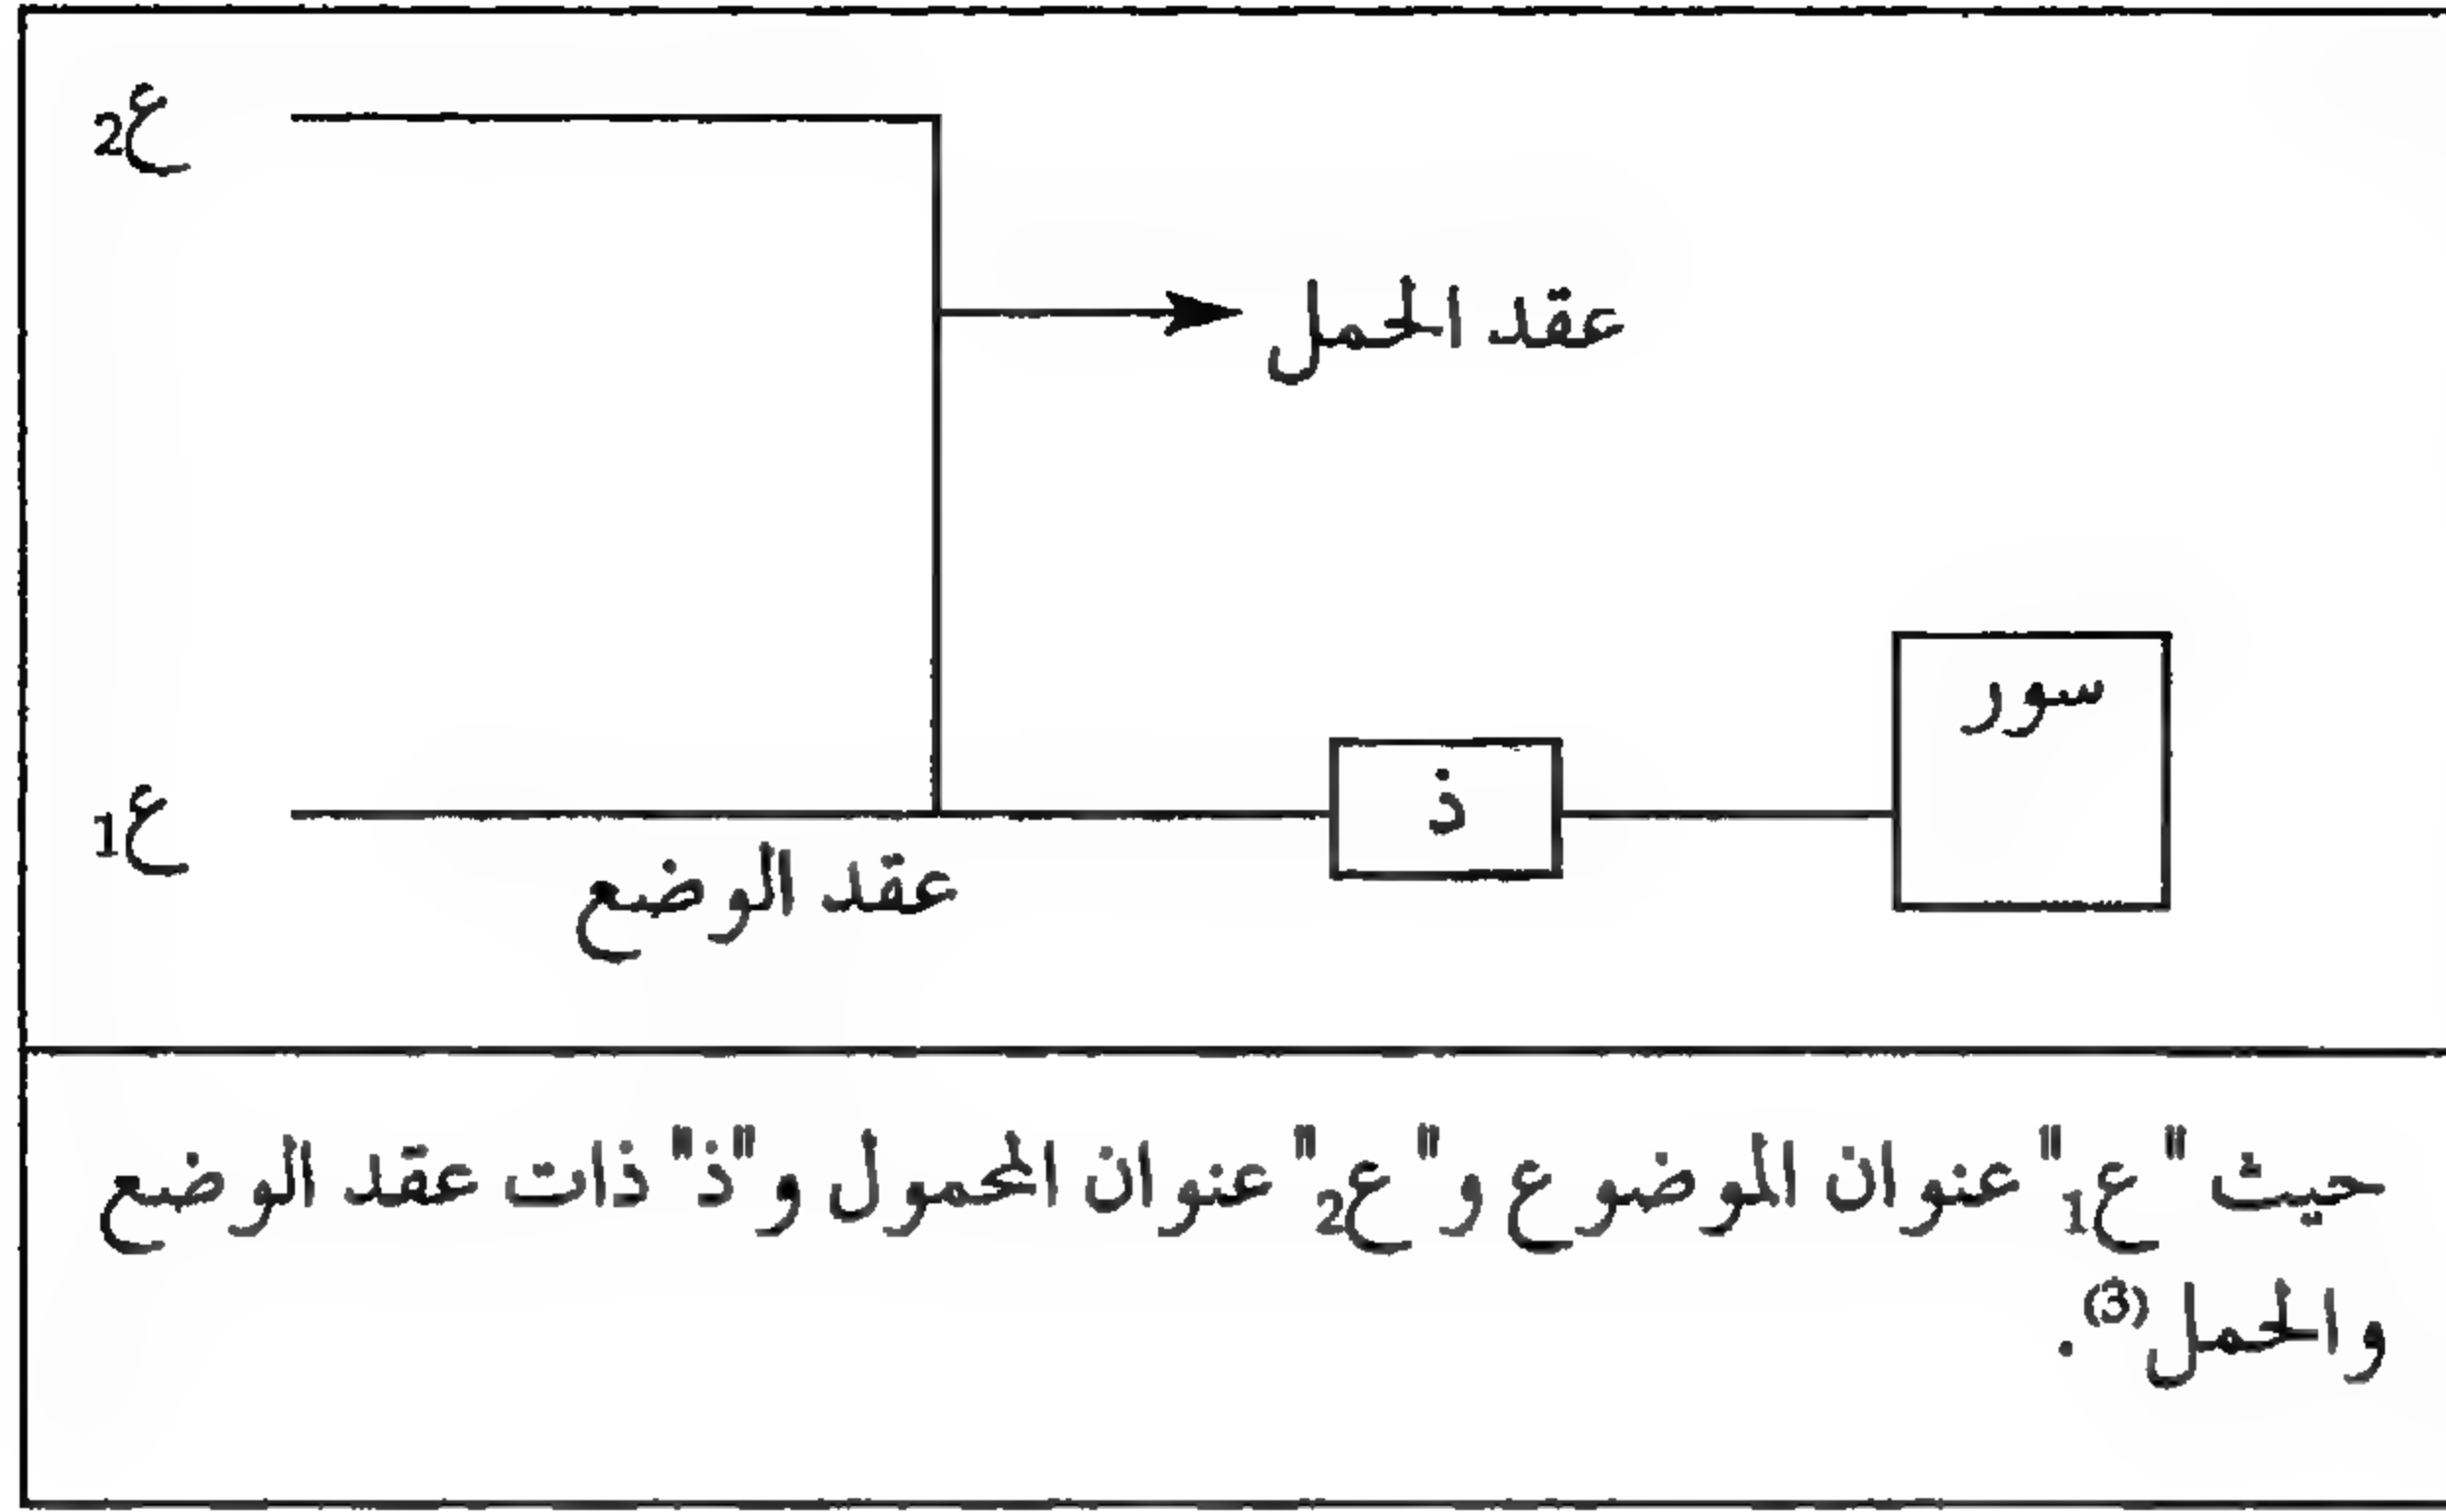 ع2
عقد الحمل
سور
ذ
ع1
عقد الوضع
حيث "ع1" عنوان الموضوع و"ع2" عنوان المحمول و"ذ" ذات عقد الوضع
والحمل(3).